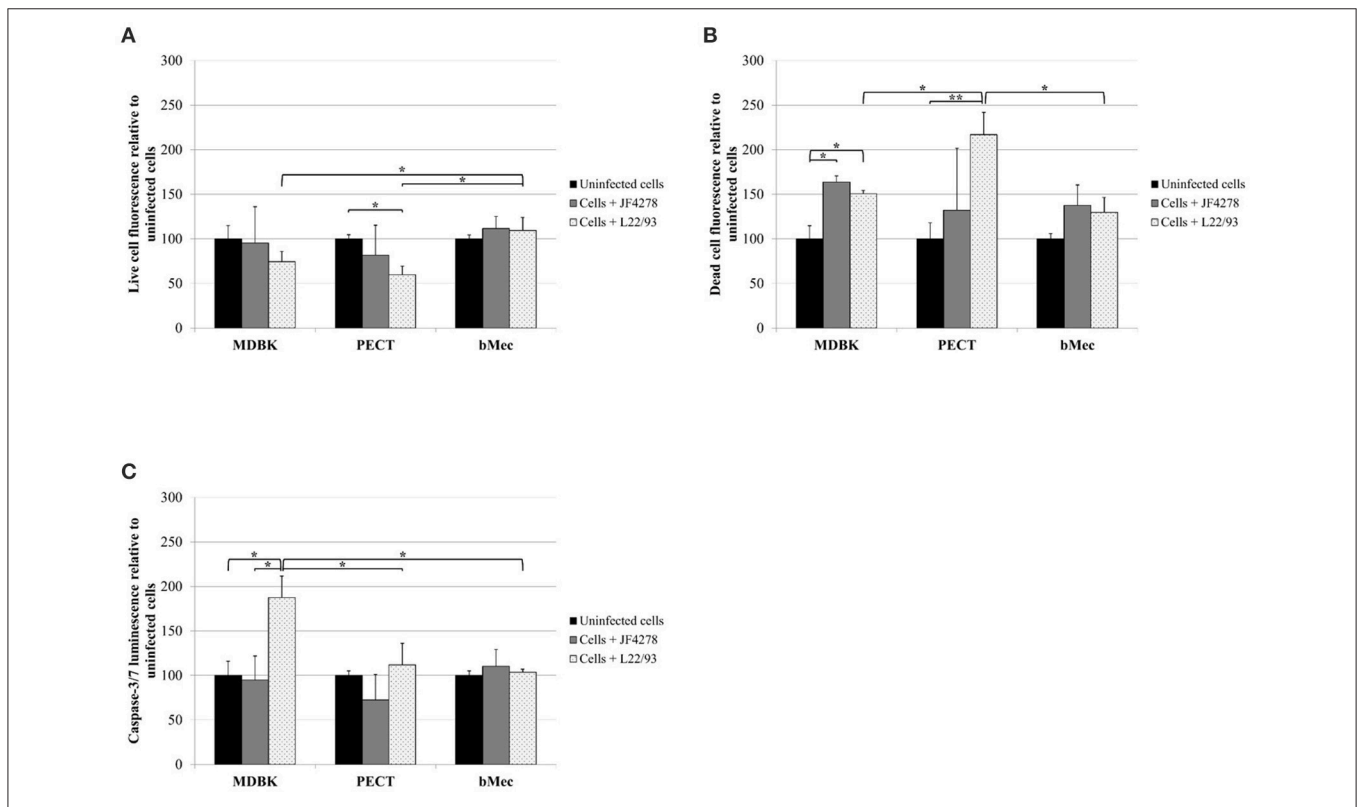 A
Live cell fluorescence relative to
uninfected cells
300
250
200
150
100
50
0
*
*
*
MDBK
PECT
bMec
Uninfected cells
Cells + JF4278
Cells + L22/93
B
Dead cell fluorescence relative to
uninfected cells
300
250
200
150
100
50
0
*
**
*
*
*
MDBK
PECT
bMec
Uninfected cells
Cells + JF4278
Cells + L22/93
C
Caspase-3/7 luminescence relative to
uninfected cells
300
250
200
150
100
50
0
*
*
*
*
MDBK
PECT
bMec
Uninfected cells
Cells + JF4278
Cells + L22/93